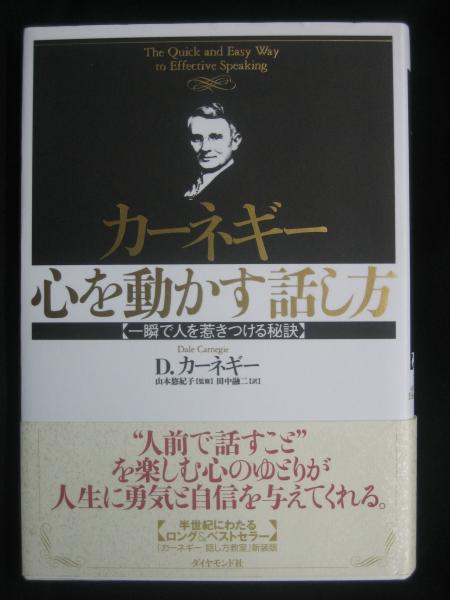 The Quick and Easy Way
to Effective Speaking
カーネギー
心を動かす話し方
【一瞬で人を惹きつける秘訣】
Dale Carnegie
D.カーネギー
山本悠紀子【監修】田中融二【訳】
“人前で話すこと”
を楽しむ心のゆとりが
人生に勇気と自信を与えてくれる。
半世紀にわたる
【ロング&ベストセラー】
『カーネギー 話し方教室』新装版
ダイヤモンド社